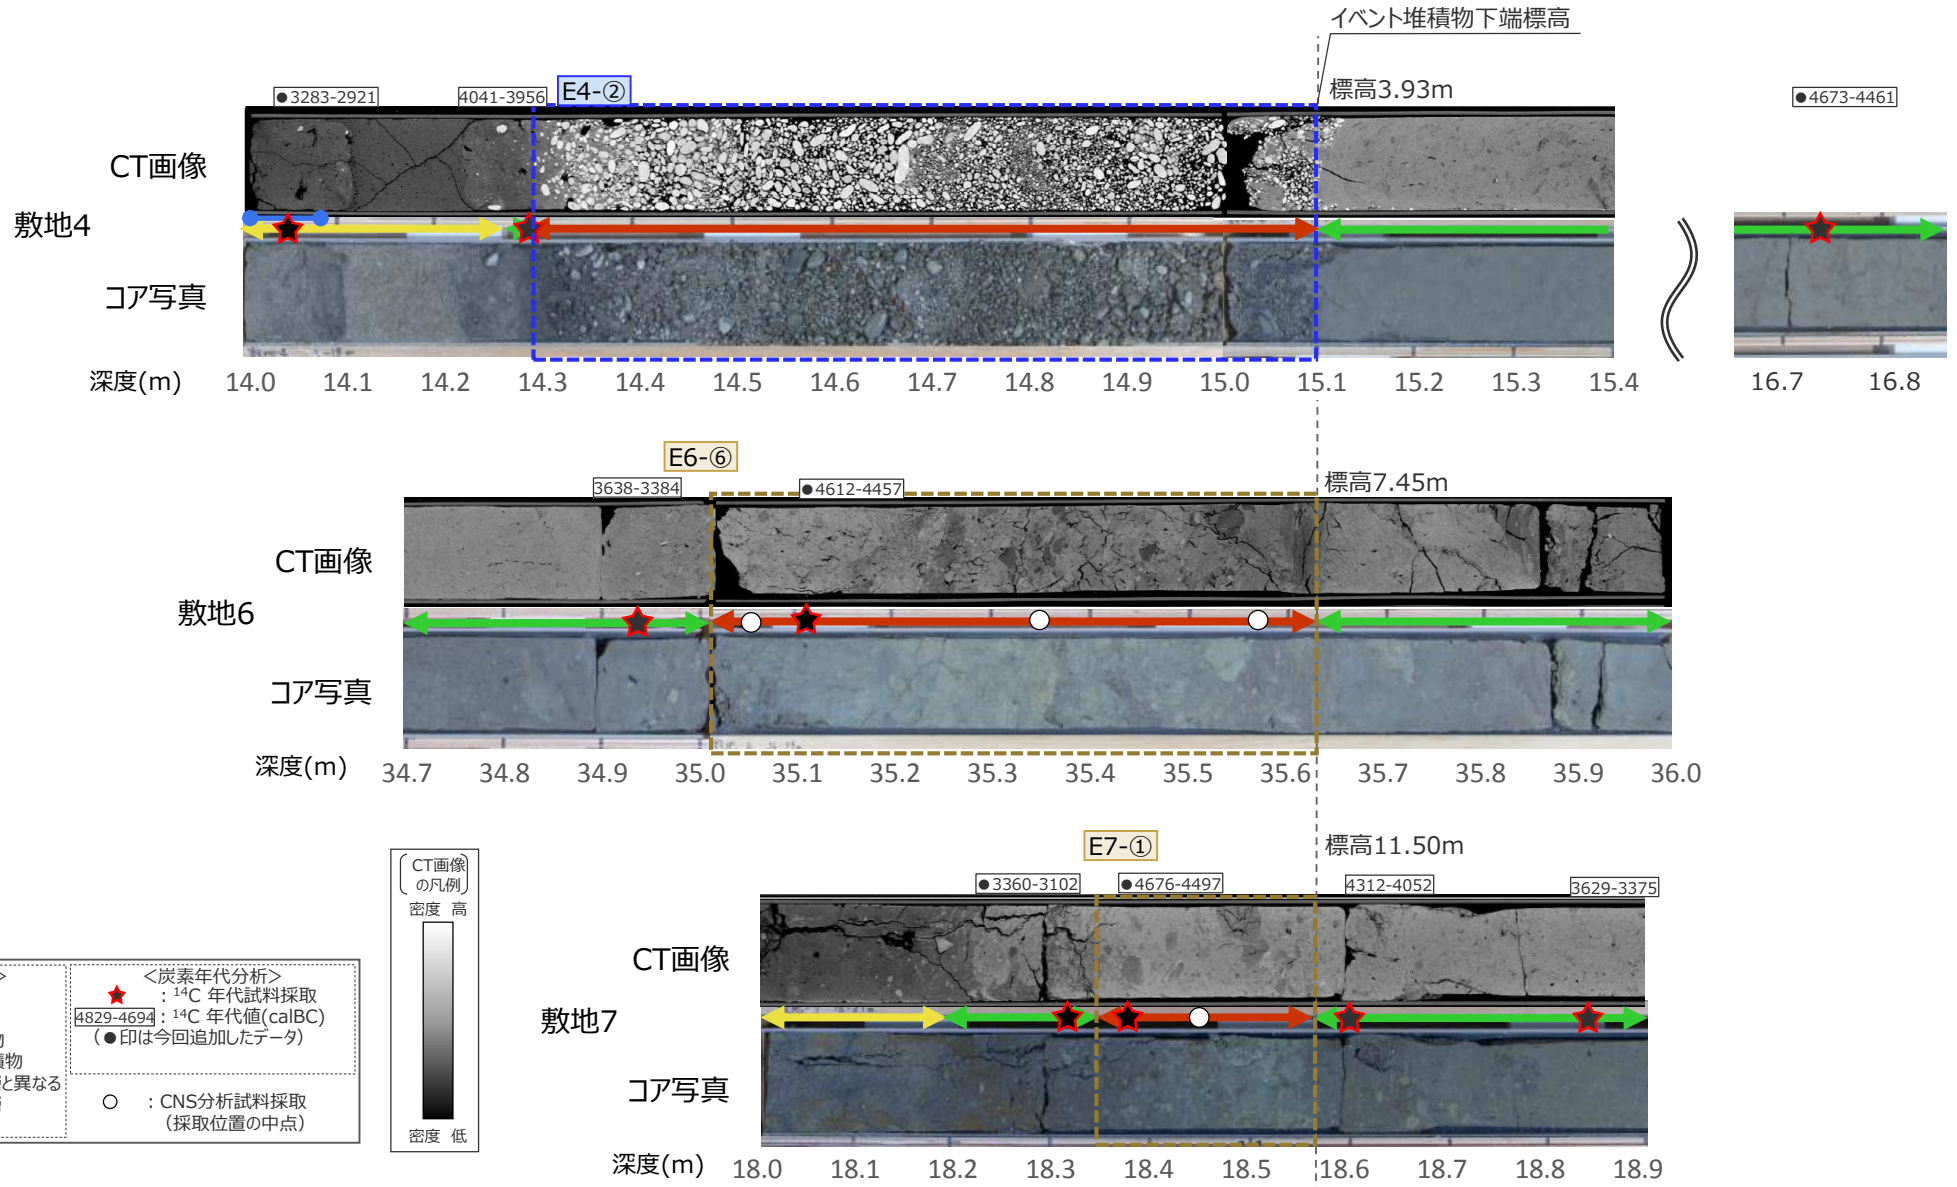 イベント堆積物下端標高
●3283-2921
4041-3956
E4-②
標高3.93m
●4673-4461
CT画像
敷地4
コア写真
深度(m)
14.0 14.1 14.2 14.3 14.4 14.5 14.6 14.7 14.8 14.9 15.0 15.1 15.2 15.3 15.4 16.7 16.8
E6-⑥
3638-3384
●4612-4457
標高7.45m
CT画像
敷地6
コア写真
深度(m)
34.7 34.8 34.9 35.0 35.1 35.2 35.3 35.4 35.5 35.6 35.7 35.8 35.9 36.0
E7-①
標高11.50m
●3360-3102
●4676-4497
4312-4052
3629-3375
CT画像
敷地7
コア写真
深度(m)
18.0 18.1 18.2 18.3 18.4 18.5 18.6 18.7 18.8 18.9
CT画像
の凡例
密度 高
密度 低
>
積物
と異なる
<炭素年代分析>
：¹⁴C 年代試料採取
4829-4694：¹⁴C 年代値(calBC)
（●印は今回追加したデータ）
○ ：CNS分析試料採取
（採取位置の中点）